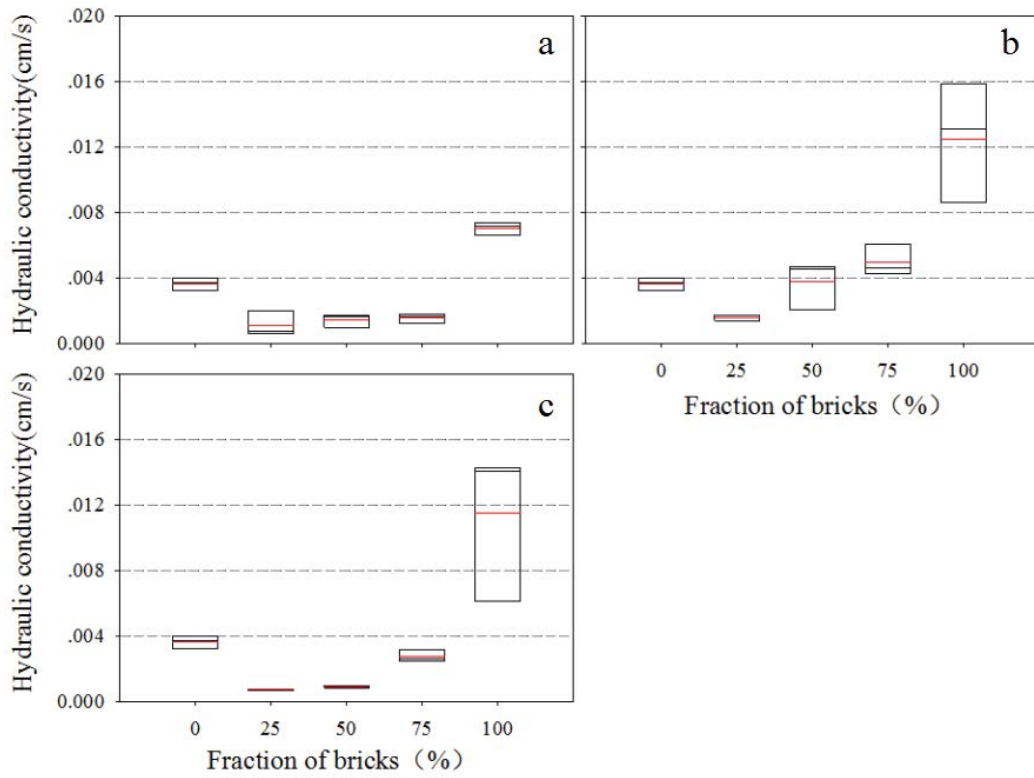 Hydraulic conductivity(cm/s)
.020
.016
.012
.008
.004
0.000
a
b
0 25 50 75 100
Fraction of bricks（%）
Hydraulic conductivity(cm/s)
.020
.016
.012
.008
.004
0.000
c
0 25 50 75 100
Fraction of bricks（%）